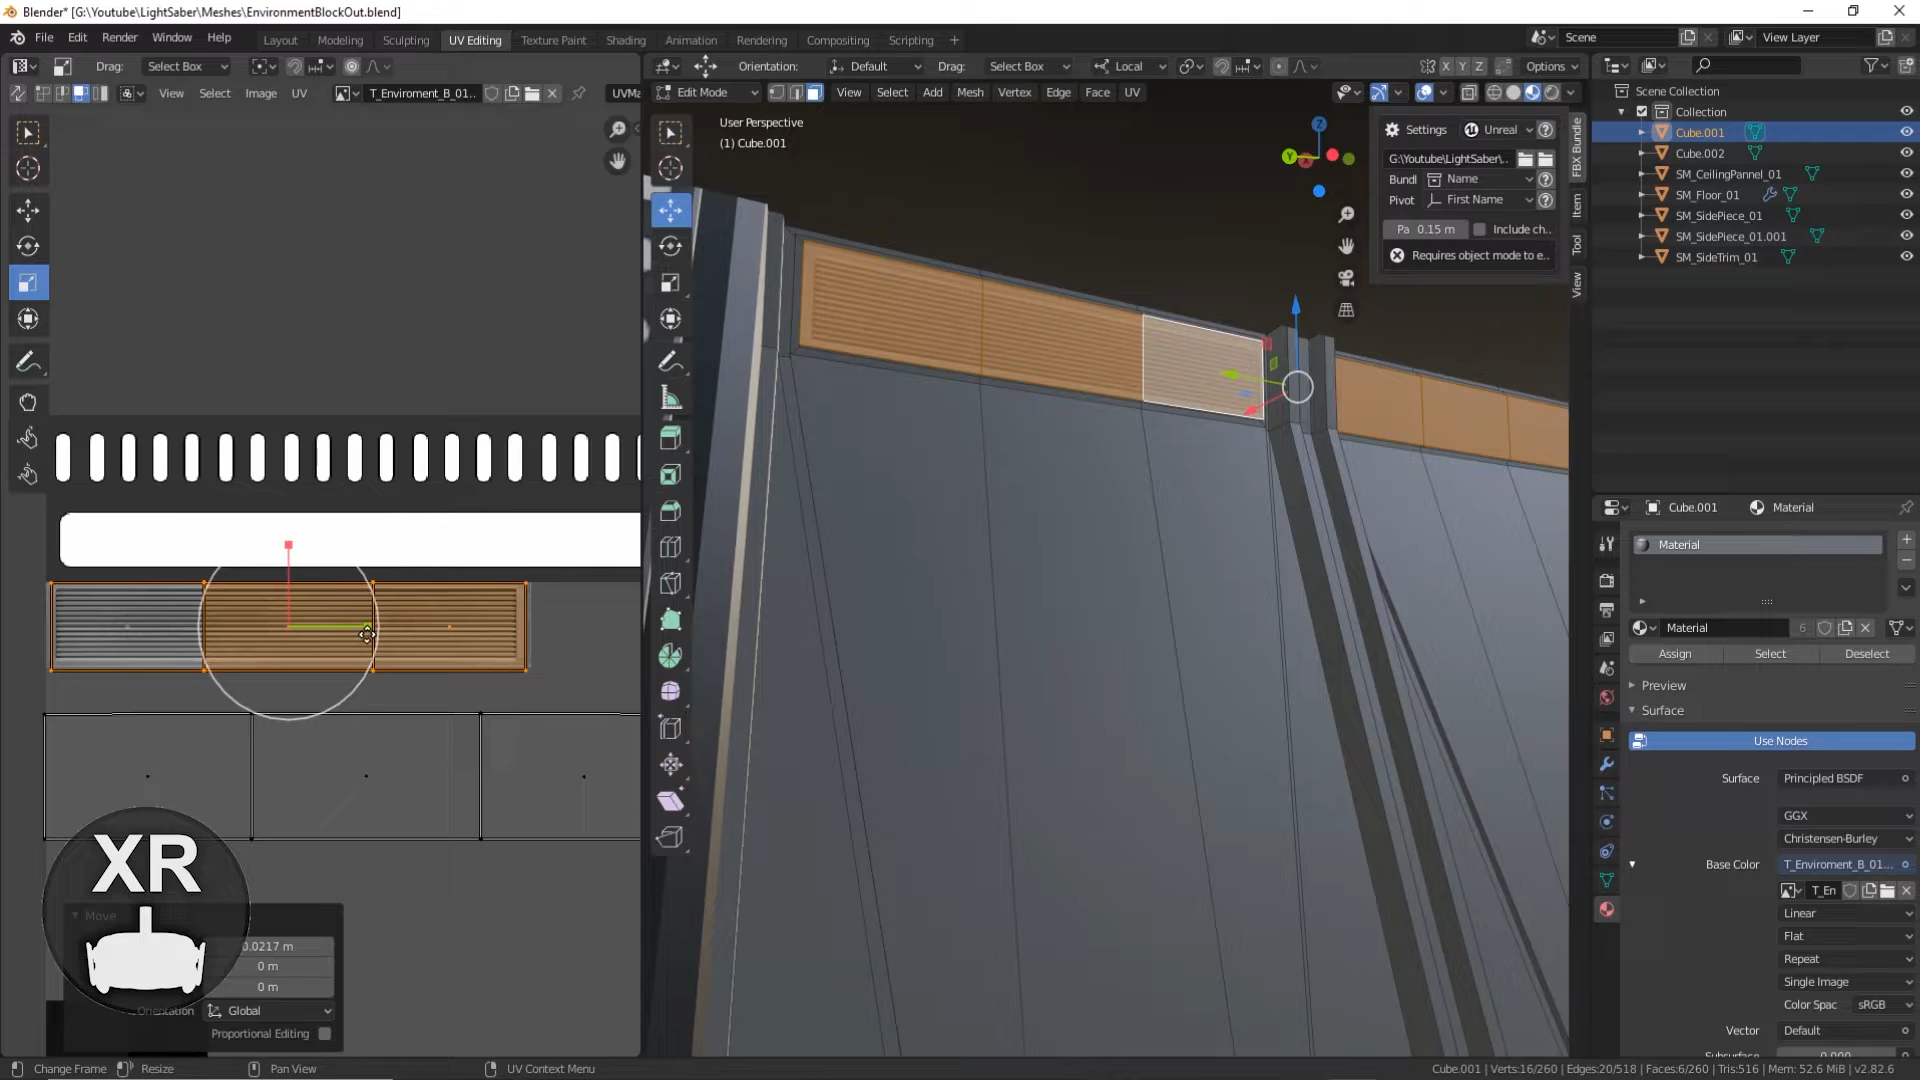 Blender* [G:\Youtube\LightSaber\Meshes\EnvironmentBlockOut.blend]
File Edit Render Window Help
Layout Modeling Sculpting UV Editing Texture Paint Shading Animation Rendering Compositing Scripting +
Scene View Layer
Drag: Select Box
Orientation: Default Drag: Select Box Local X Y Z Options
View Select Image UV T_Enviroment_B_01.. UVMa
Edit Mode View Select Add Mesh Vertex Edge Face UV
User Perspective
(1) Cube.001
Settings Unreal
G:\Youtube\LightSaber\..
Bundl Name
Pivot First Name
Pa 0.15 m Include ch..
Requires object mode to e..
FBX Bundle
Item
Tool
View
Z
Y
Scene Collection
Collection
Cube.001
Cube.002
SM_CeilingPannel_01
SM_Floor_01
SM_SidePiece_01
SM_SidePiece_01.001
SM_SideTrim_01
Cube.001 Material
Material
Material 6
Assign Select Deselect
Preview
Surface
Use Nodes
Surface Principled BSDF
GGX
Christensen-Burley
Base Color T_Enviroment_B_01...
T_En
Linear
Flat
Repeat
Single Image
Color Spac sRGB
Vector Default
XR
Move
0.0217 m
0 m
0 m
Orientation Global
Proportional Editing
Change Frame Resize Pan View UV Context Menu
Cube.001 | Verts:16/260 | Edges:20/518 | Faces:6/260 | Tris:516 | Mem: 52.6 MiB | v2.82.6